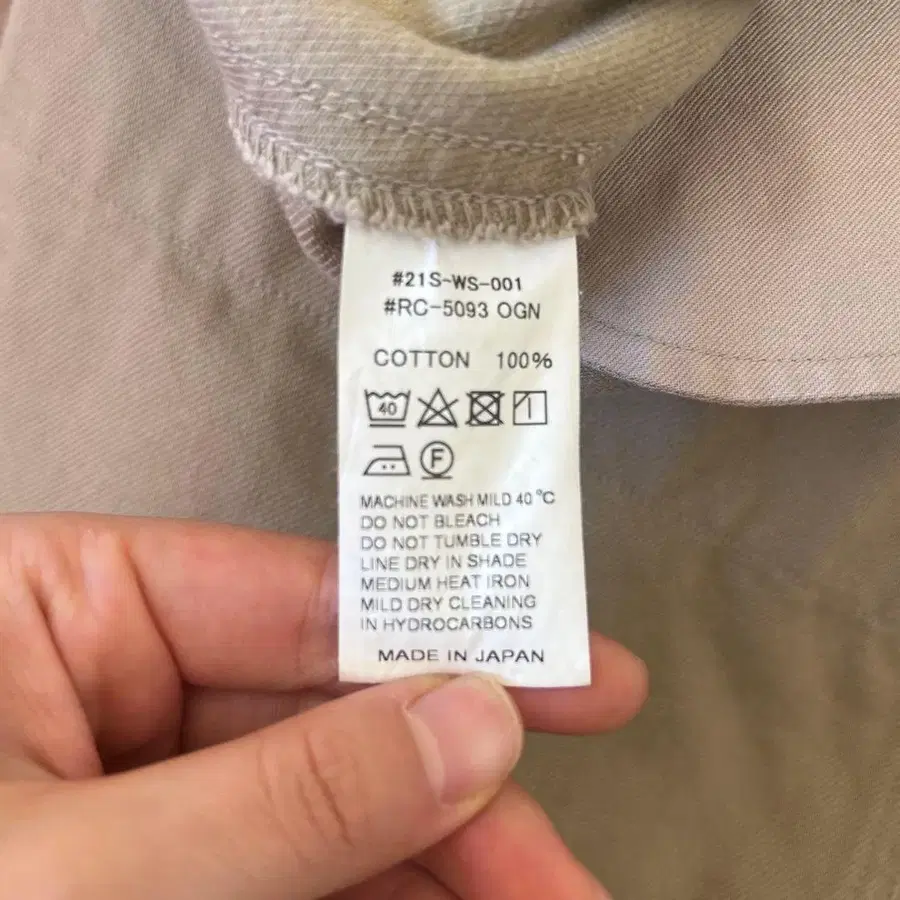 #21S-WS-001
#RC-5093 OGN
COTTON 100%
40
F
MACHINE WASH MILD 40 °C
DO NOT BLEACH
DO NOT TUMBLE DRY
LINE DRY IN SHADE
MEDIUM HEAT IRON
MILD DRY CLEANING
IN HYDROCARBONS
MADE IN JAPAN